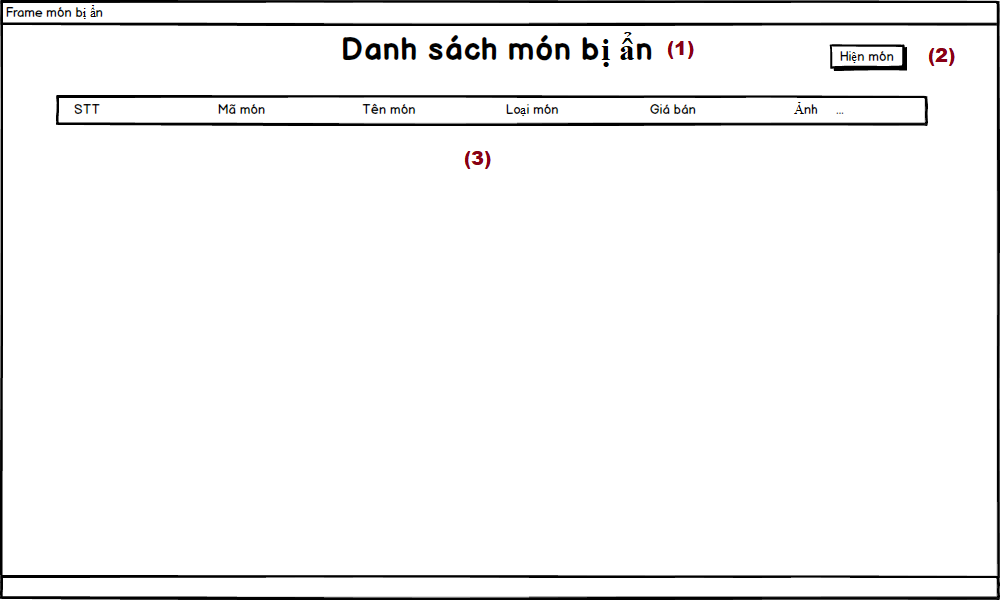 Frame món bị ẩn
Danh sách món bị ẩn (1)
Hiện món (2)
STT Mã món Tên món Loại món Giá bán Ảnh ...
(3)